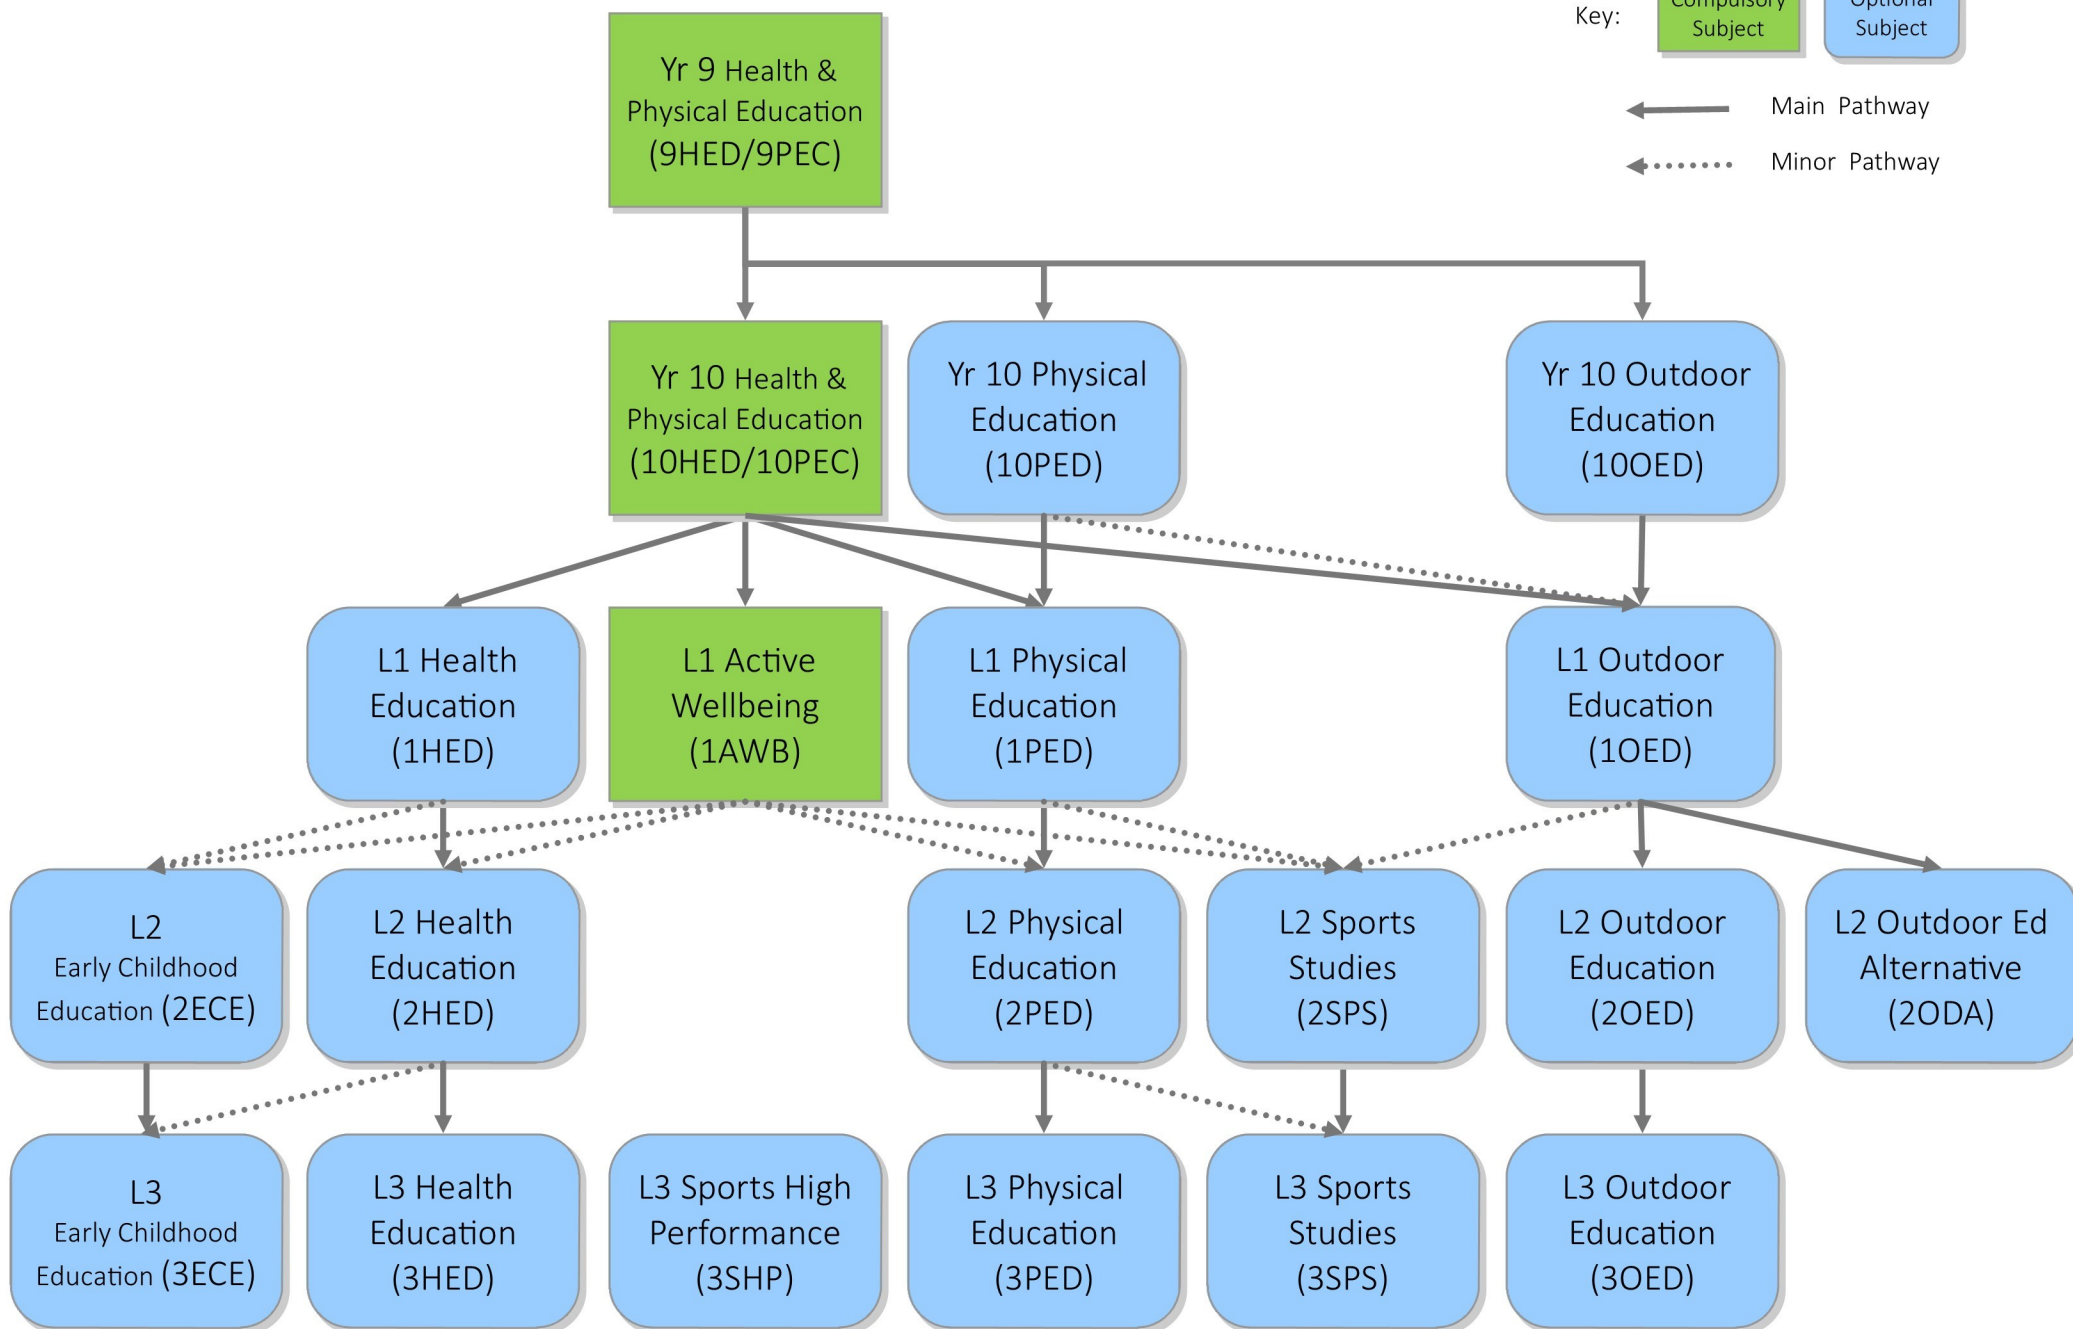 Key:
Compulsory
Subject
Optional
Subject
Main Pathway
Minor Pathway
Yr 9 Health &
Physical Education
(9HED/9PEC)
Yr 10 Health &
Physical Education
(10HED/10PEC)
Yr 10 Physical
Education
(10PED)
Yr 10 Outdoor
Education
(10OED)
L1 Health
Education
(1HED)
L1 Active
Wellbeing
(1AWB)
L1 Physical
Education
(1PED)
L1 Outdoor
Education
(1OED)
L2
Early Childhood
Education (2ECE)
L2 Health
Education
(2HED)
L2 Physical
Education
(2PED)
L2 Sports
Studies
(2SPS)
L2 Outdoor
Education
(2OED)
L2 Outdoor Ed
Alternative
(2ODA)
L3
Early Childhood
Education (3ECE)
L3 Health
Education
(3HED)
L3 Sports High
Performance
(3SHP)
L3 Physical
Education
(3PED)
L3 Sports
Studies
(3SPS)
L3 Outdoor
Education
(3OED)